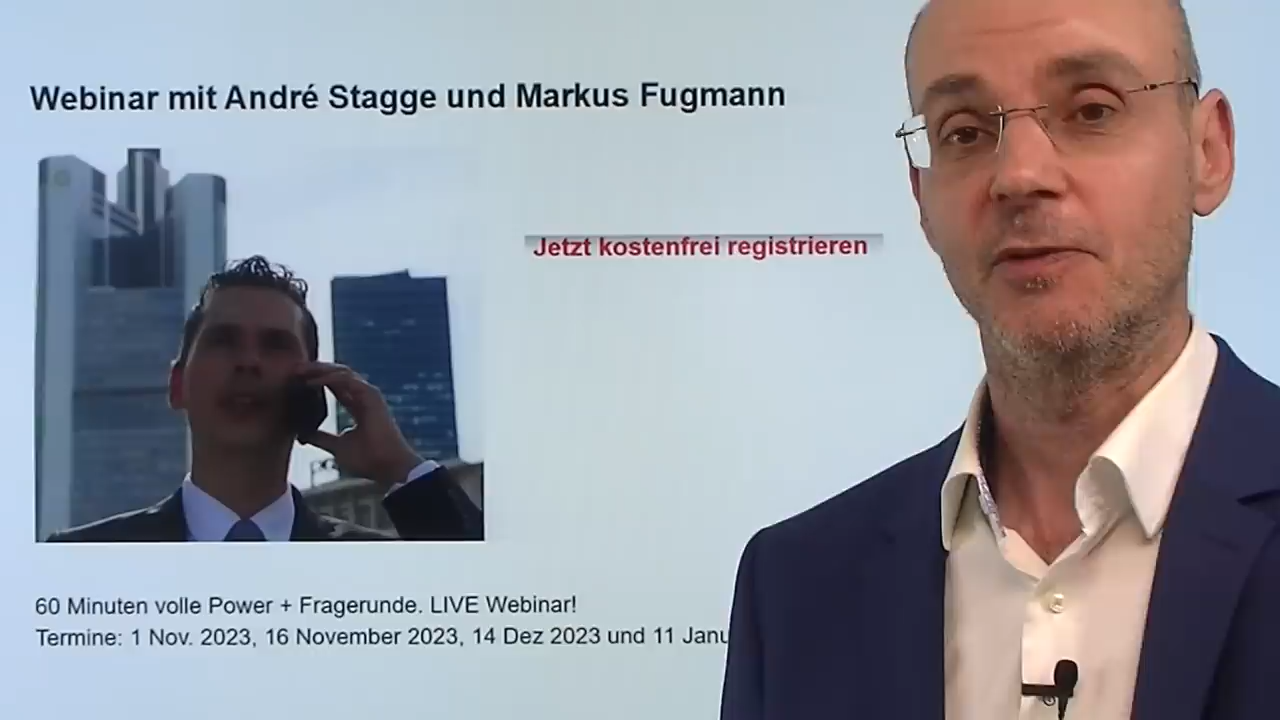 Webinar mit André Stagge und Markus Fugmann
Jetzt kostenfrei registrieren
60 Minuten volle Power + Fragerunde. LIVE Webinar!
Termine: 1 Nov. 2023, 16 November 2023, 14 Dez 2023 und 11 Janu